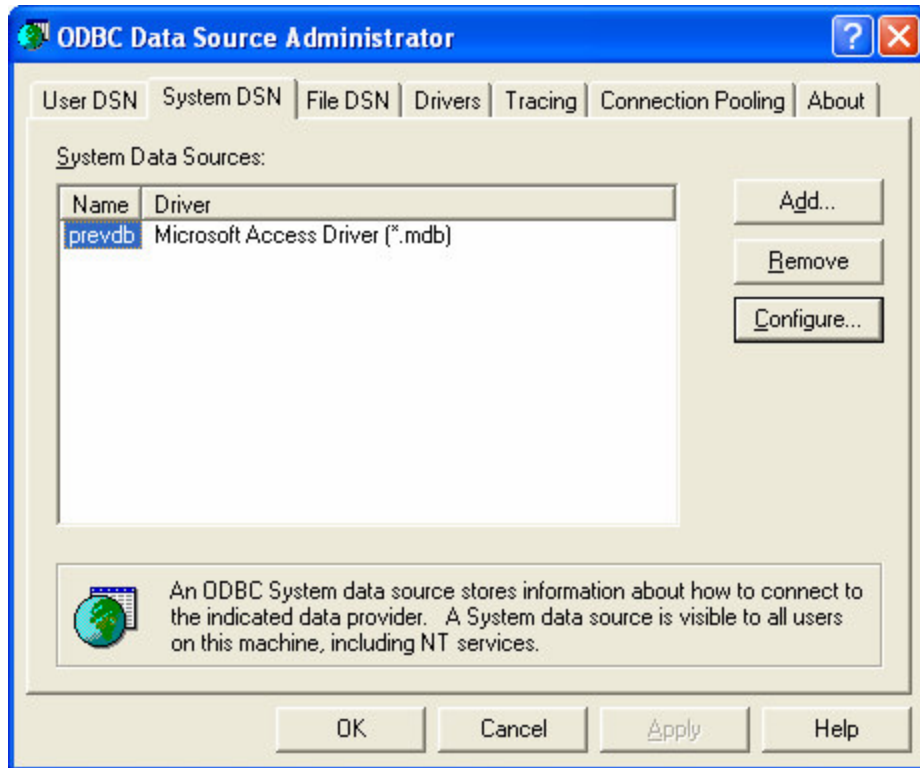 ODBC Data Source Administrator
User DSN System DSN File DSN Drivers Tracing Connection Pooling About
System Data Sources:
Name Driver
prevdb Microsoft Access Driver (*.mdb)
Add...
Remove
Configure...
An ODBC System data source stores information about how to connect to
the indicated data provider. A System data source is visible to all users
on this machine, including NT services.
OK Cancel Apply Help